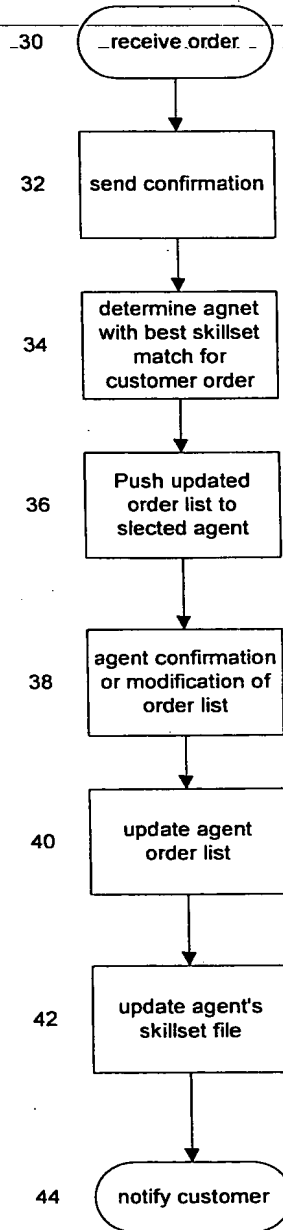 30 receive order
32 send confirmation
determine agnet
with best skillset
34 match for
customer order
Push updated
36 order list to
slected agent
agent confirmation
38 or modification of
order list
40 update agent
order list
42 update agent's
skillset file
44 notify customer